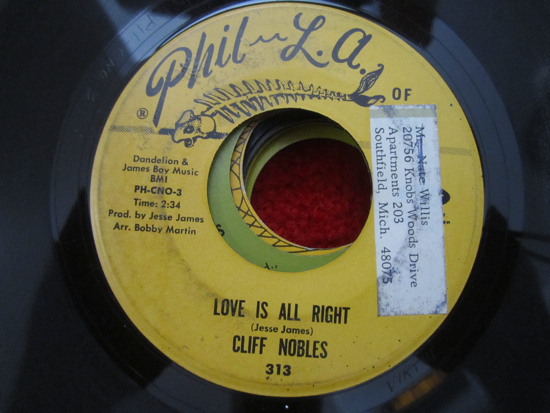 Phil-L.A.
OF
®
Dandelion &
James Boy Music
BMI
PH-CNO-3
Time: 2:34
Prod. by Jesse James
Arr. Bobby Martin
Mr. Nate Willis
20756 Knobs Woods Drive
Apartments 203
Southfield, Mich. 48075
LOVE IS ALL RIGHT
(Jesse James)
CLIFF NOBLES
313